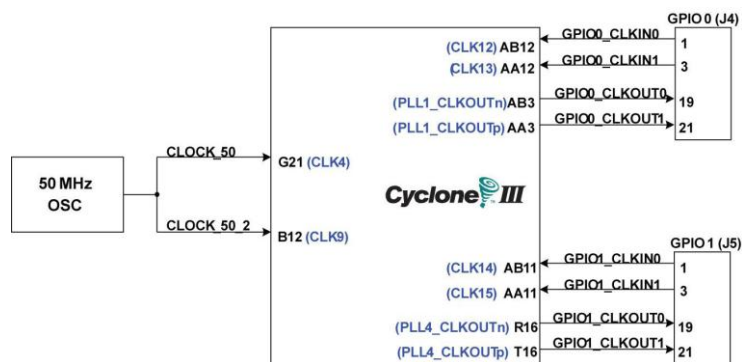 GPIO 0 (J4)
(CLK12) AB12 GPIO0_CLKIN0 1
(CLK13) AA12 GPIO0_CLKIN1 3
(PLL1_CLKOUTn) AB3 GPIO0_CLKOUT0 19
(PLL1_CLKOUTp) AA3 GPIO0_CLKOUT1 21
CLOCK_50
G21 (CLK4)
50 MHz
OSC
Cyclone III
CLOCK_50_2
B12 (CLK9)
GPIO 1 (J5)
(CLK14) AB11 GPIO1_CLKIN0 1
(CLK15) AA11 GPIO1_CLKIN1 3
(PLL4_CLKOUTn) R16 GPIO1_CLKOUT0 19
(PLL4_CLKOUTp) T16 GPIO1_CLKOUT1 21